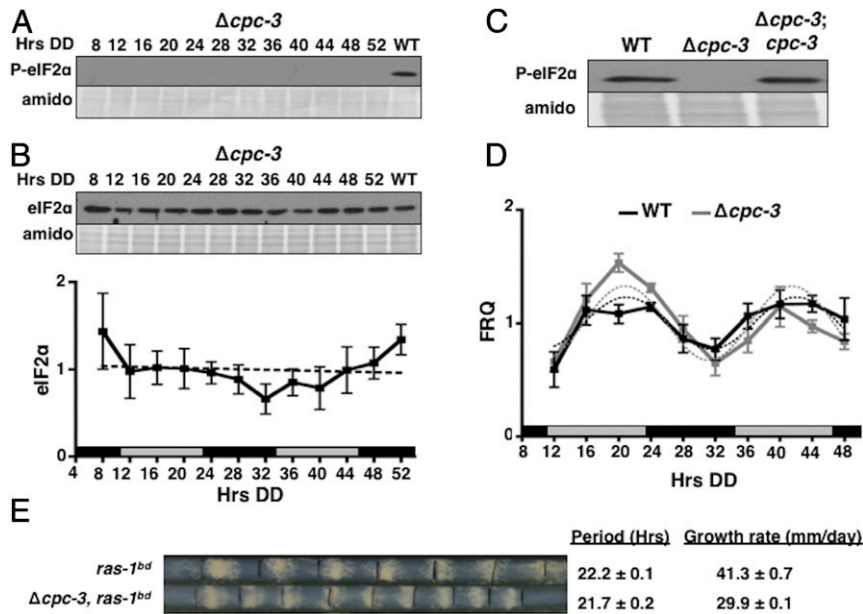 A
Δcpc-3
Hrs DD 8 12 16 20 24 28 32 36 40 44 48 52 WT
P-eIF2α
amido
B
Δcpc-3
Hrs DD 8 12 16 20 24 28 32 36 40 44 48 52 WT
eIF2α
amido
2
1
0
eIF2α
4 8 12 16 20 24 28 32 36 40 44 48 52
Hrs DD
C
WT Δcpc-3 Δcpc-3; cpc-3
P-eIF2α
amido
D
WT Δcpc-3
2
1
0
FRQ
8 12 16 20 24 28 32 36 40 44 48
Hrs DD
E
Period (Hrs) Growth rate (mm/day)
ras-1bd 22.2 ± 0.1 41.3 ± 0.7
Δcpc-3, ras-1bd 21.7 ± 0.2 29.9 ± 0.1